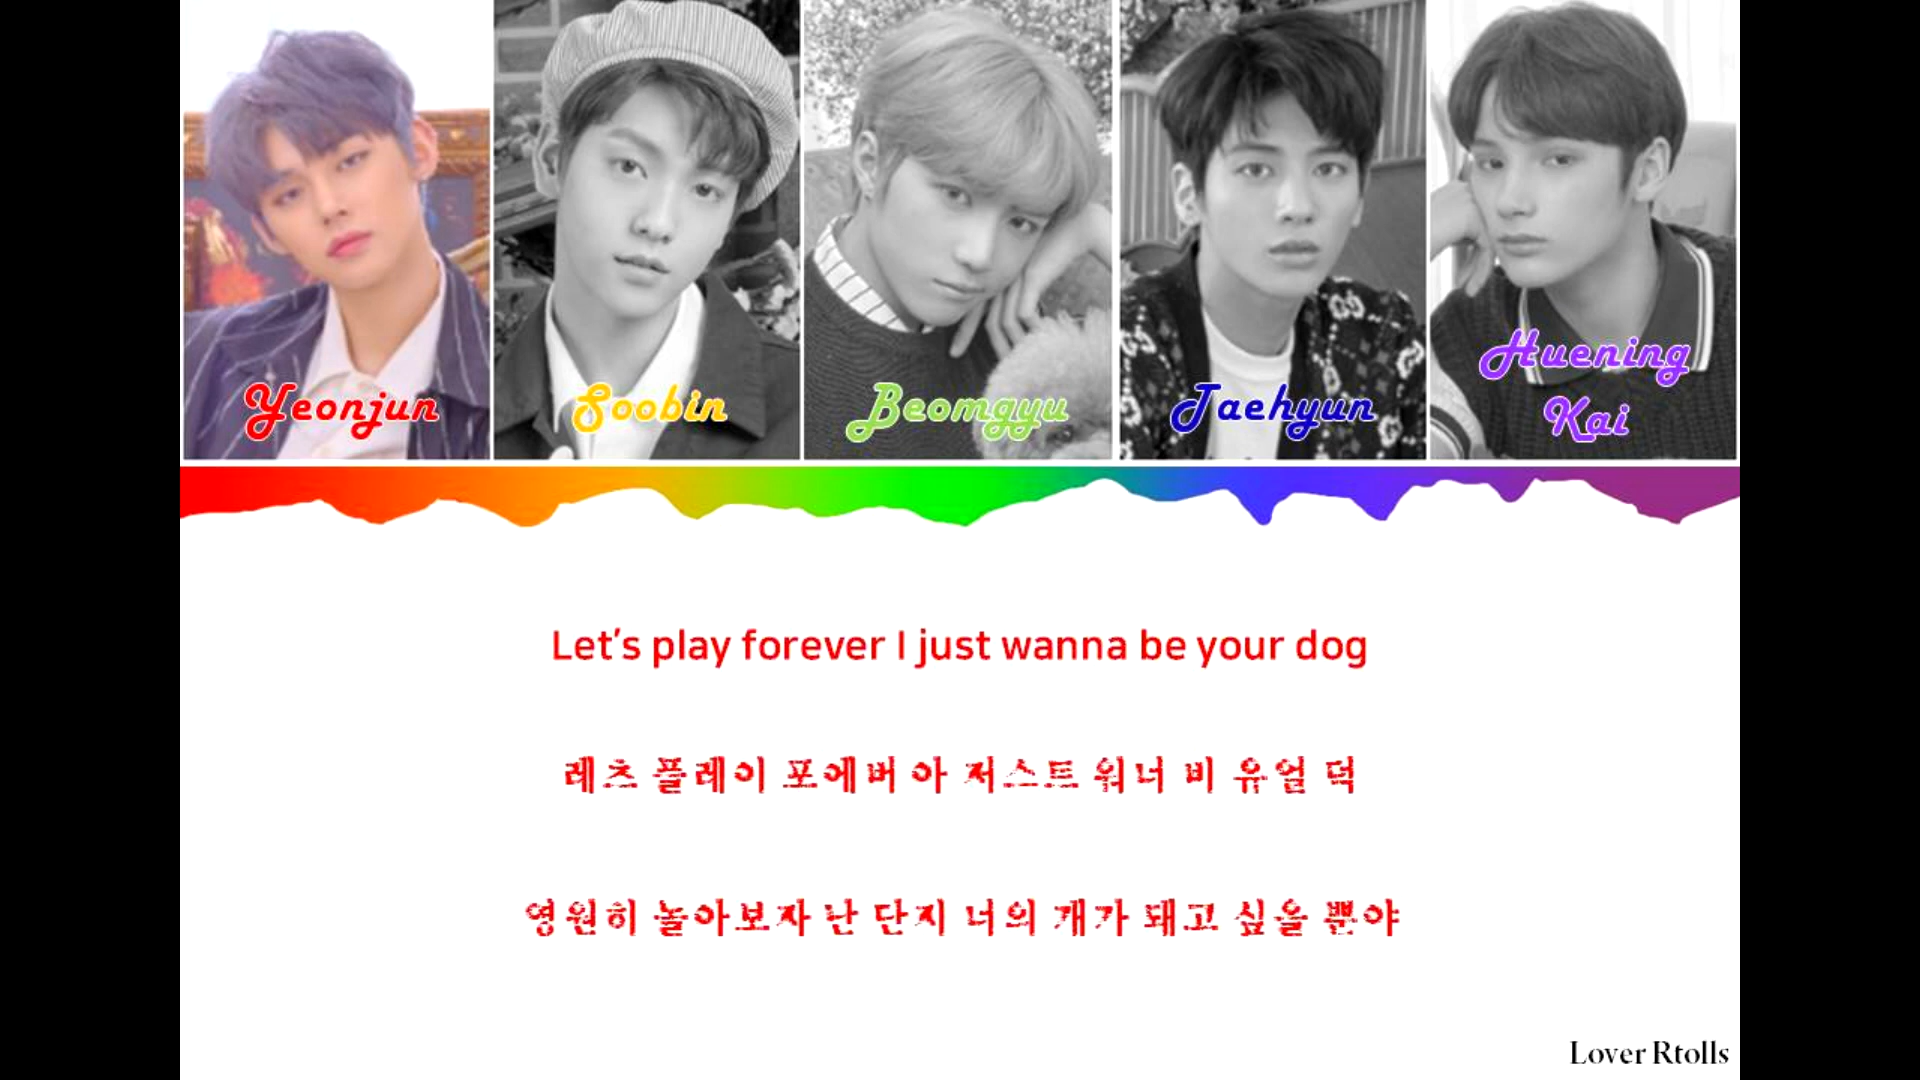 Yeonjun
Soobin
Beomgyu
Taehyun
Huening
Kai
Let's play forever I just wanna be your dog
레츠 플레이 포에버 아 저스트 워너 비 유얼 덕
영원히 놀아보자 난 단지 너의 개가 돼고 싶을 뿐야
Lover Rtolls